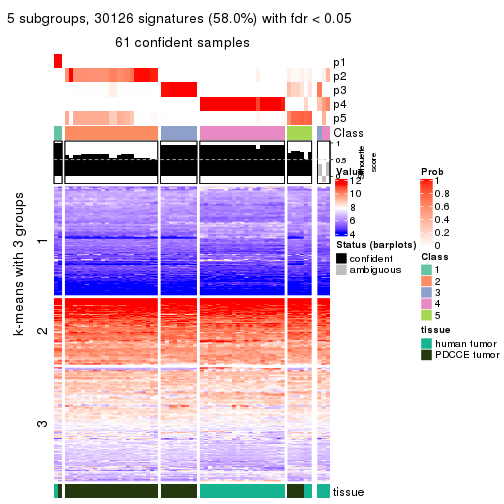 5 subgroups, 30126 signatures (58.0%) with fdr < 0.05
61 confident samples
p1
p2
p3
p4
p5
Class
1
0.5
0
silhouette
score
k-means with 3 groups
1
2
3
tissue
Value
12
10
8
6
4
Status (barplots)
confident
ambiguous
Prob
1
0.8
0.6
0.4
0.2
0
Class
1
2
3
4
5
tissue
human tumor
PDCCE tumor